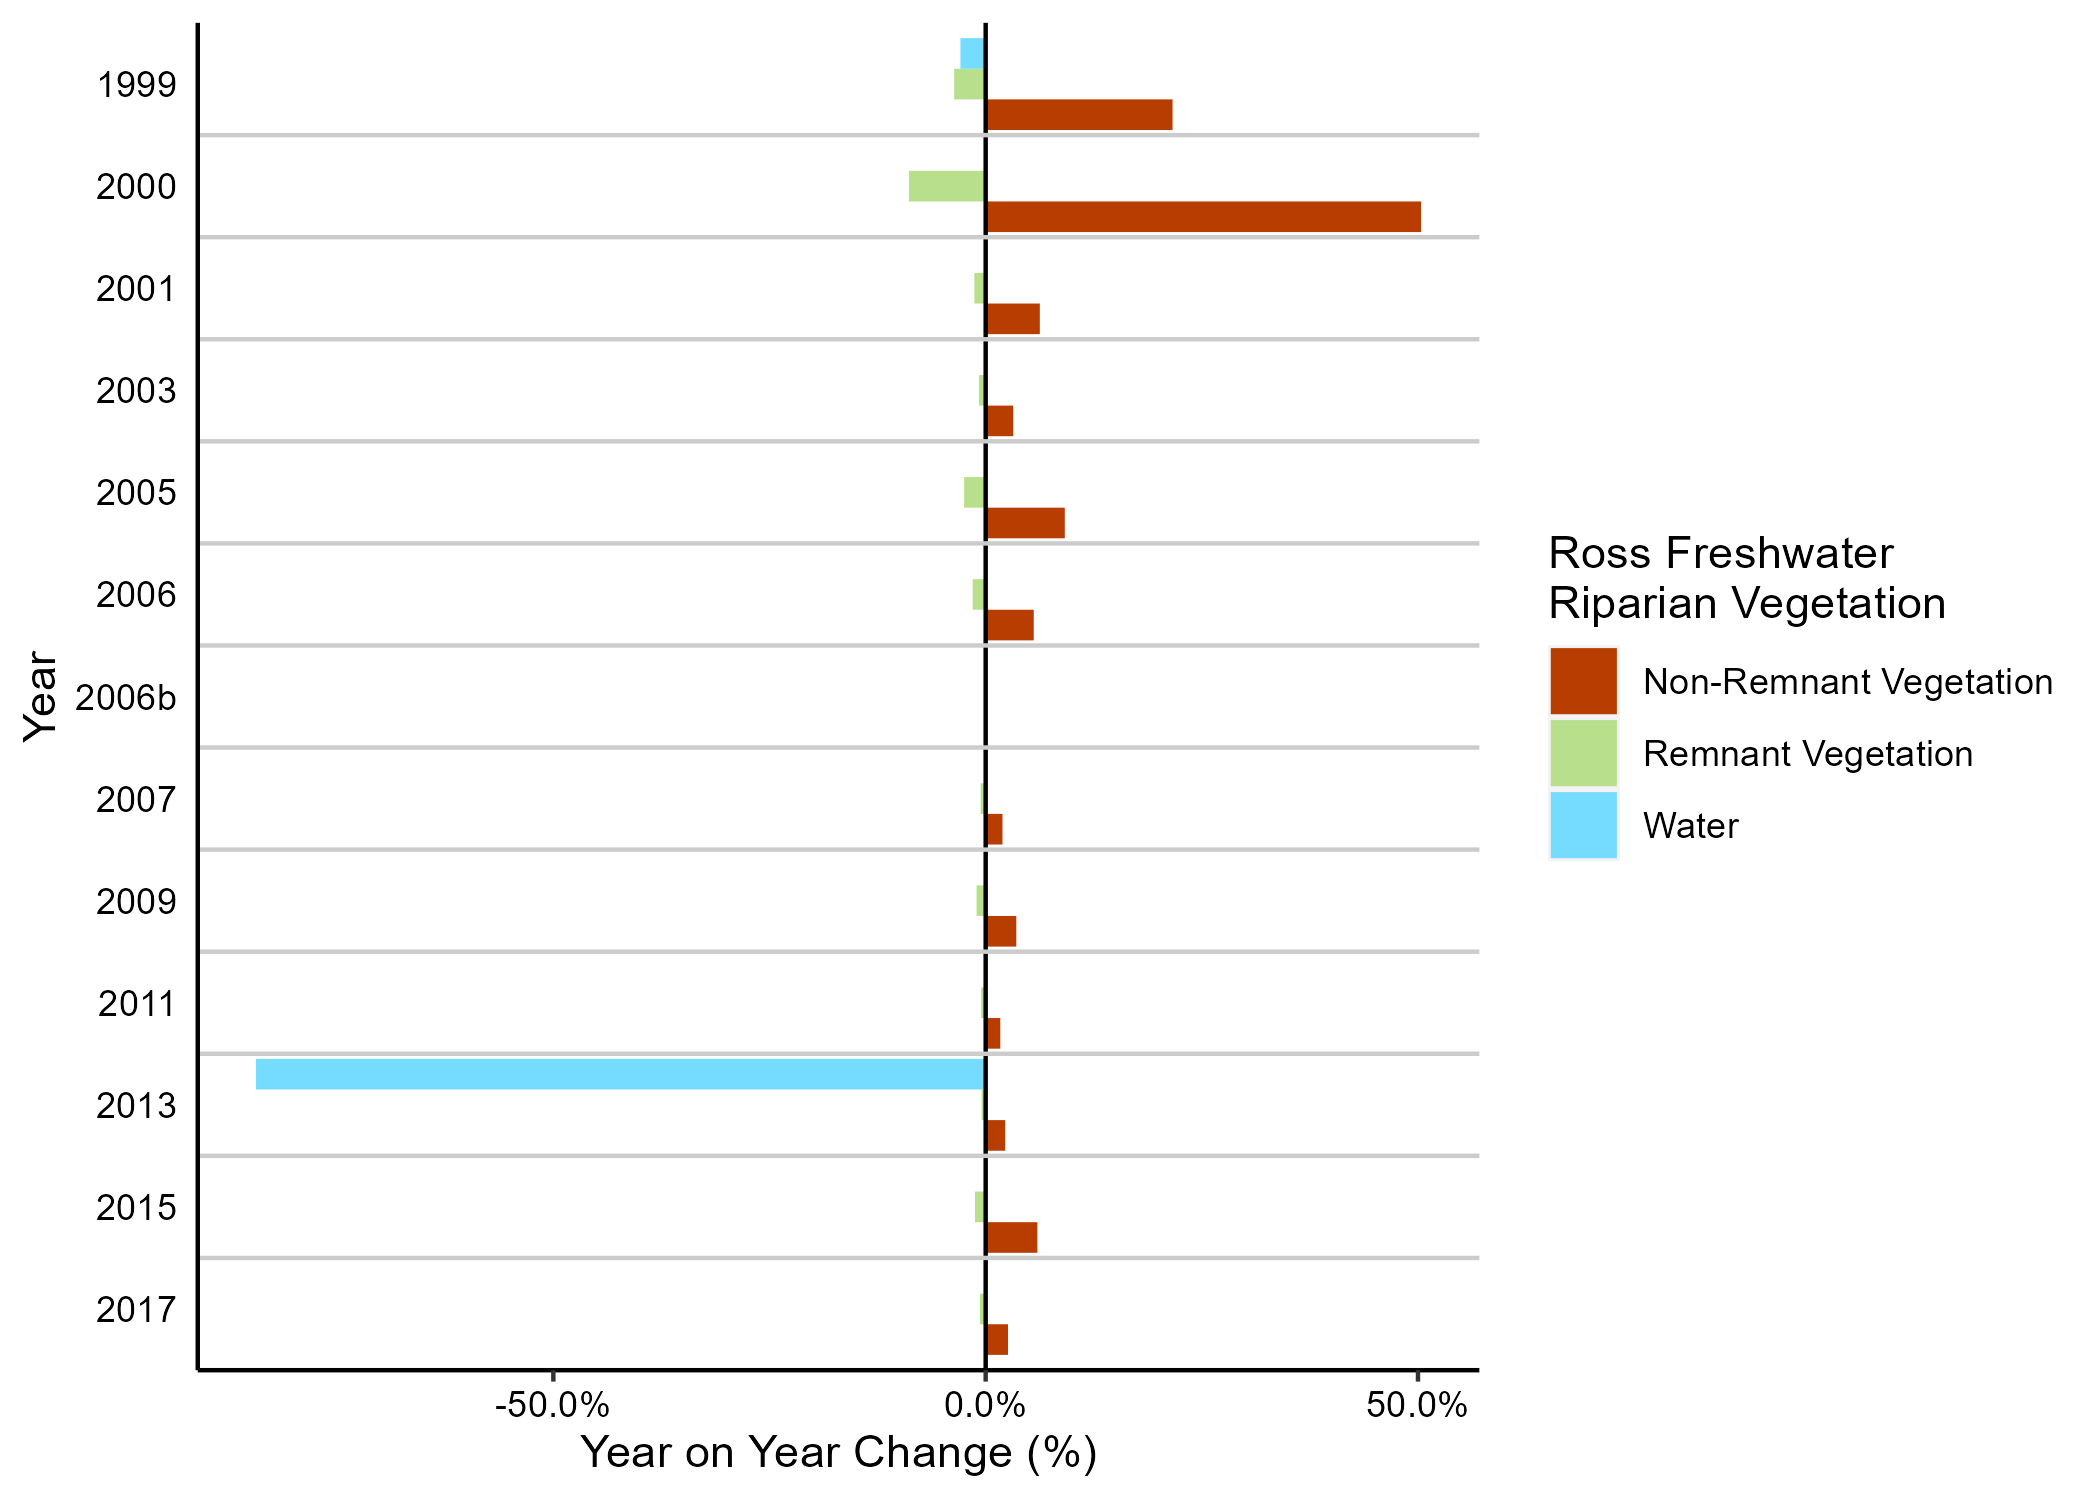 1999
2000
2001
2003
2005
2006
2006b
2007
2009
2011
2013
2015
2017
Year
-50.0%
0.0%
50.0%
Year on Year Change (%)
Ross Freshwater
Riparian Vegetation
Non-Remnant Vegetation
Remnant Vegetation
Water